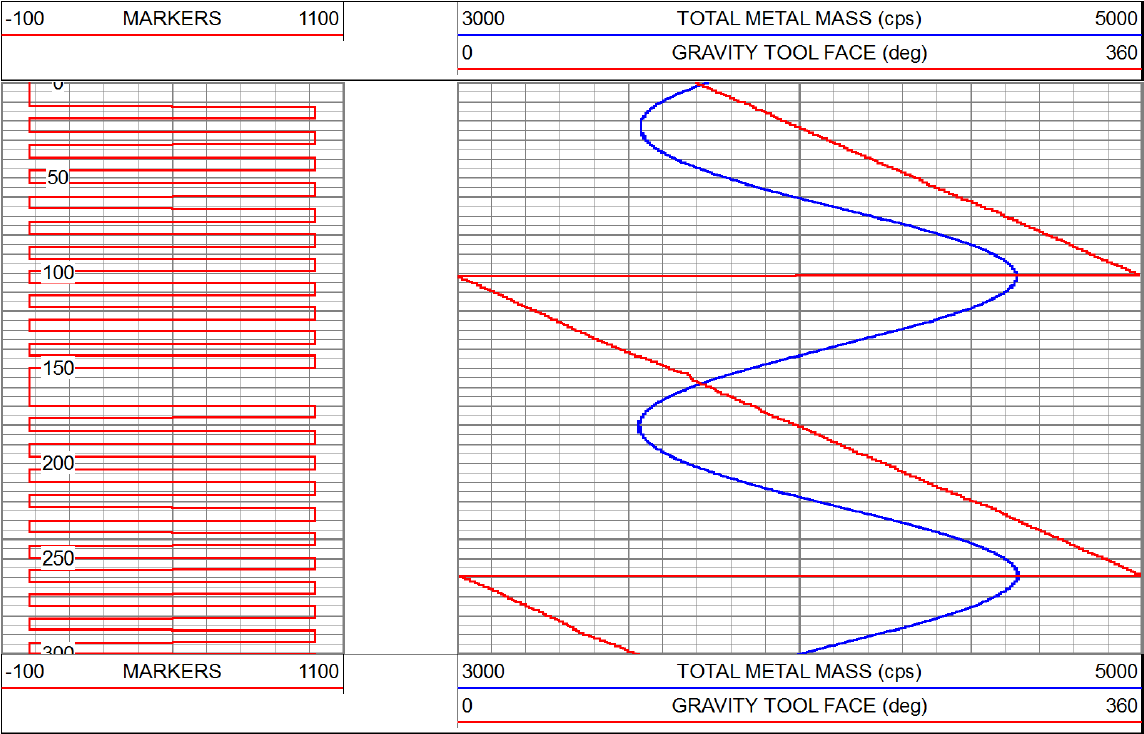 -100 MARKERS 1100 3000 TOTAL METAL MASS (cps) 5000
0 GRAVITY TOOL FACE (deg) 360
0
50
100
150
200
250
300
-100 MARKERS 1100 3000 TOTAL METAL MASS (cps) 5000
0 GRAVITY TOOL FACE (deg) 360